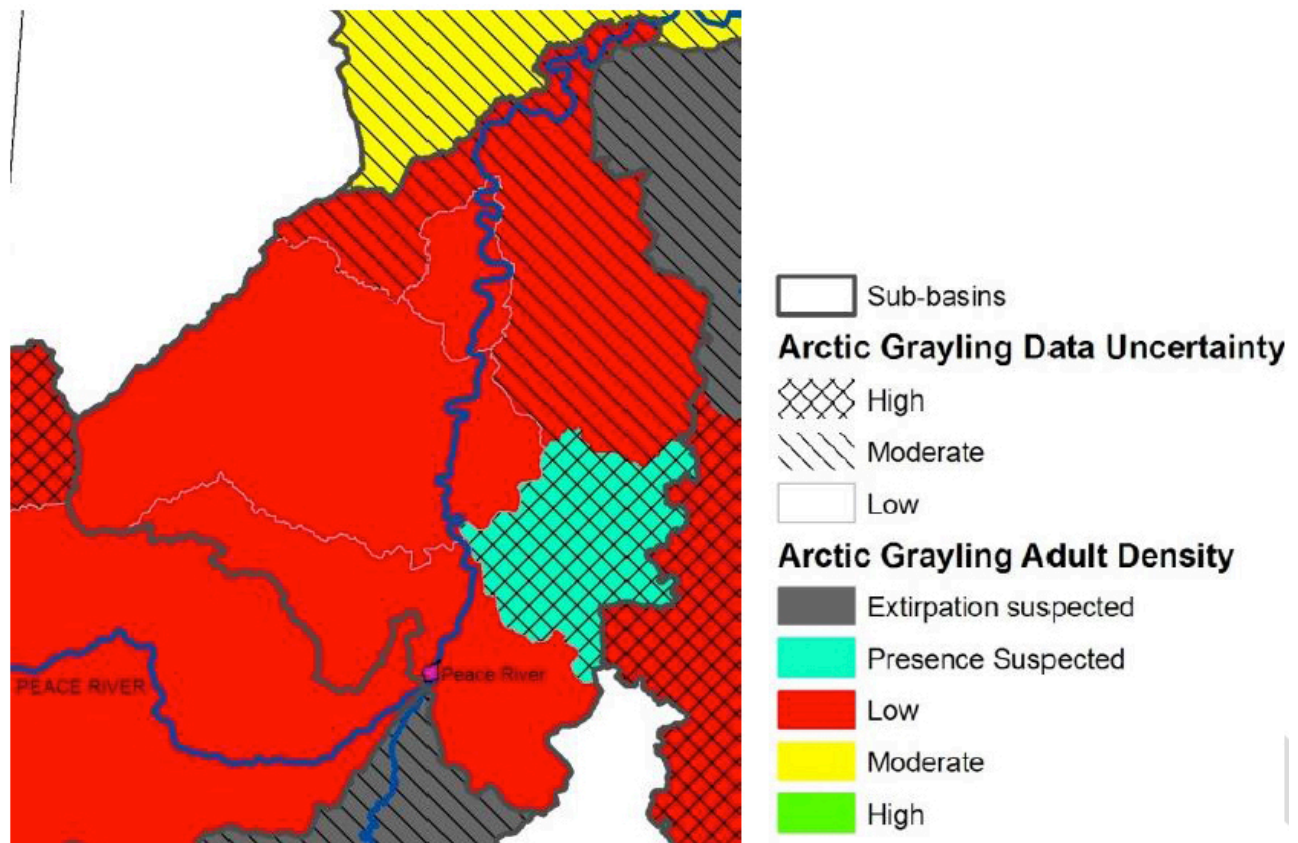 PEACE RIVER
Peace River
Sub-basins
Arctic Grayling Data Uncertainty
High
Moderate
Low
Arctic Grayling Adult Density
Extirpation suspected
Presence Suspected
Low
Moderate
High